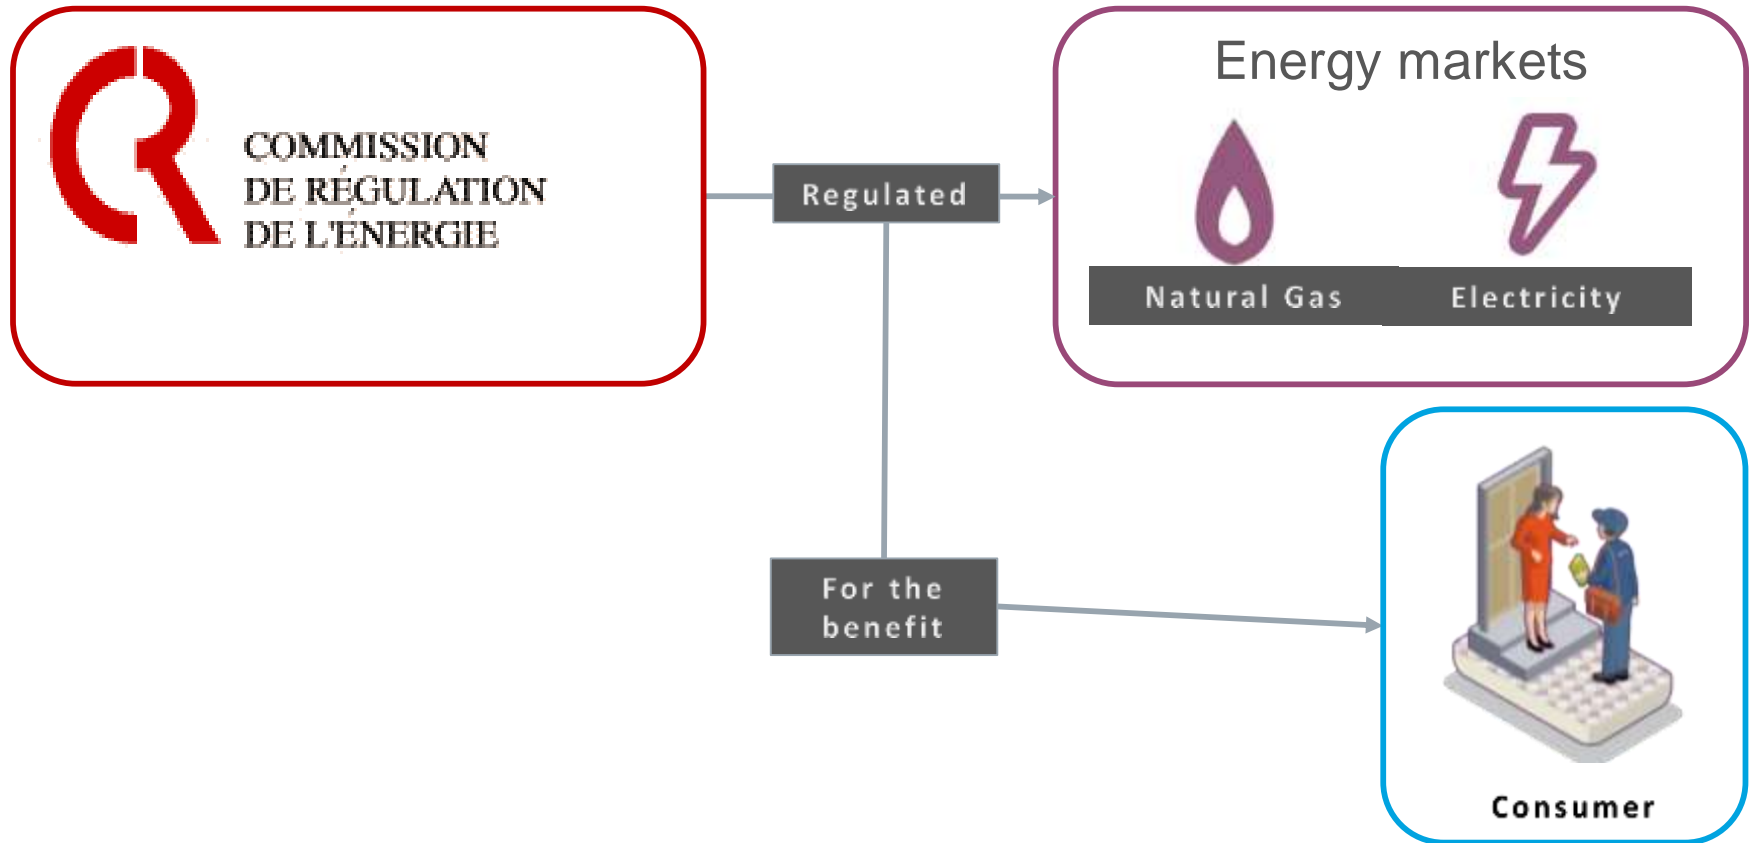 COMMISSION
DE RÉGULATION
DE L'ÉNERGIE
Regulated
Energy markets
Natural Gas
Electricity
For the
benefit
Consumer